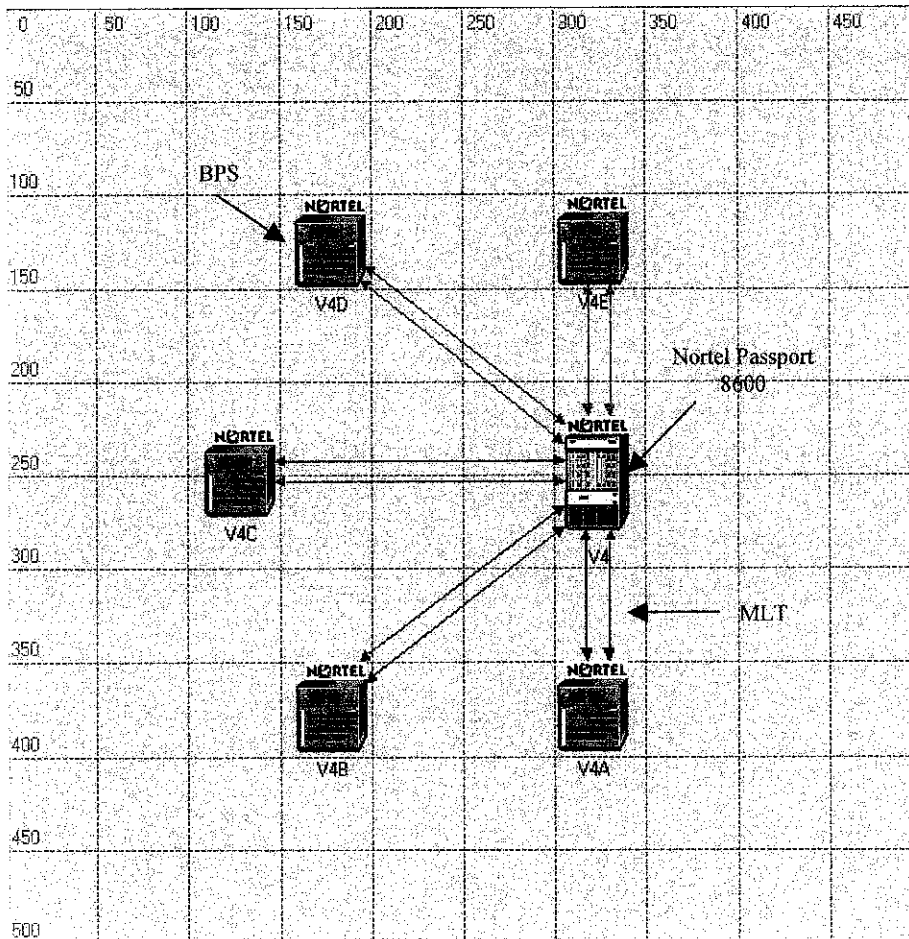 0 50 100 150 200 250 300 350 400 450
50
100
BPS
NORTEL NORTEL
150
V4D V4E
200
Nortel Passport
8600
NORTEL
NORTEL
250
V4C
300
V4
MLT
350
NORTEL NORTEL
400
V4B V4A
450
500